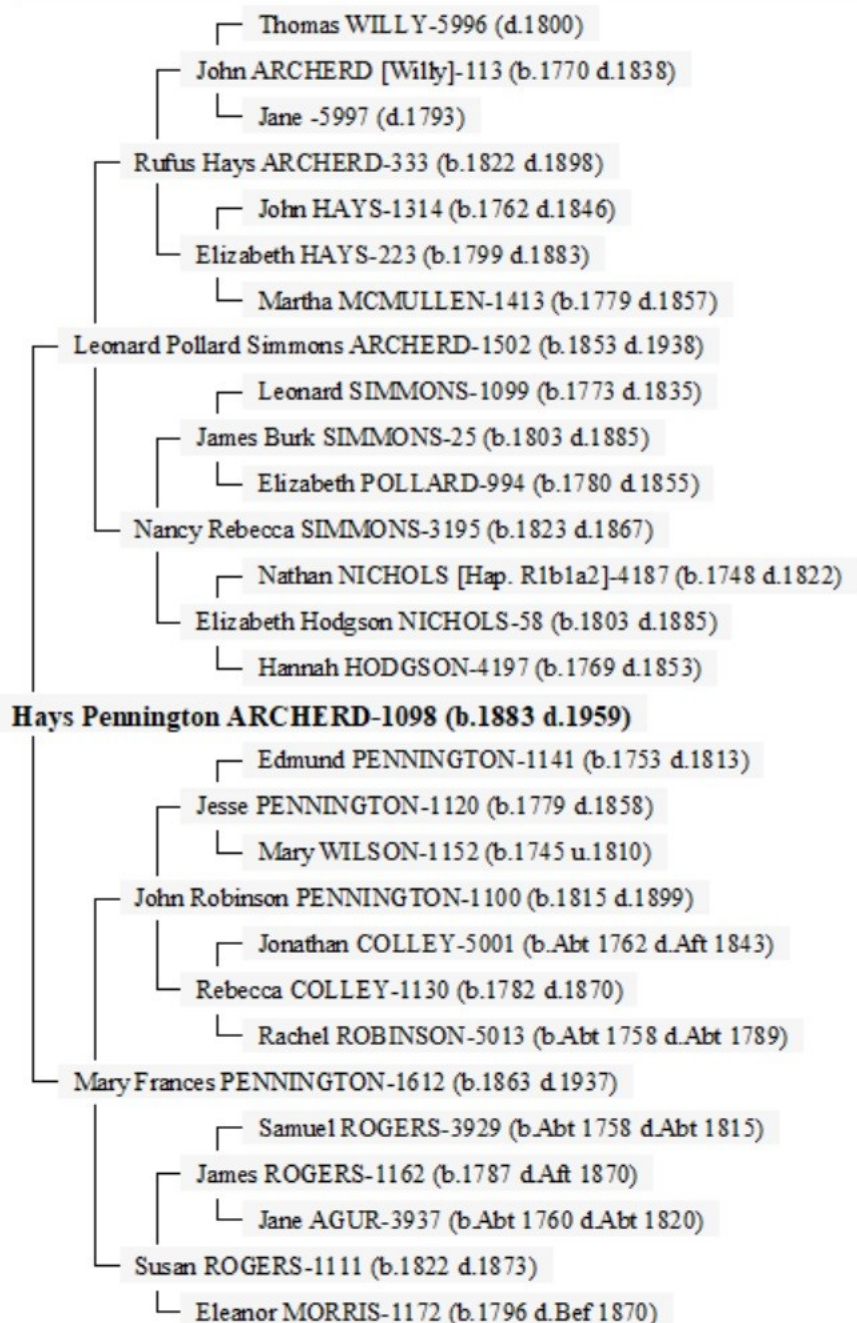 Thomas WILLY-5996 (d.1800)
John ARCHERD [Willy]-113 (b.1770 d.1838)
Jane -5997 (d.1793)
Rufus Hays ARCHERD-333 (b.1822 d.1898)
John HAYS-1314 (b.1762 d.1846)
Elizabeth HAYS-223 (b.1799 d.1883)
Martha MCMULLEN-1413 (b.1779 d.1857)
Leonard Pollard Simmons ARCHERD-1502 (b.1853 d.1938)
Leonard SIMMONS-1099 (b.1773 d.1835)
James Burk SIMMONS-25 (b.1803 d.1885)
Elizabeth POLLARD-994 (b.1780 d.1855)
Nancy Rebecca SIMMONS-3195 (b.1823 d.1867)
Nathan NICHOLS [Hap. R1b1a2]-4187 (b.1748 d.1822)
Elizabeth Hodgson NICHOLS-58 (b.1803 d.1885)
Hannah HODGSON-4197 (b.1769 d.1853)
Hays Pennington ARCHERD-1098 (b.1883 d.1959)
Edmund PENNINGTON-1141 (b.1753 d.1813)
Jesse PENNINGTON-1120 (b.1779 d.1858)
Mary WILSON-1152 (b.1745 u.1810)
John Robinson PENNINGTON-1100 (b.1815 d.1899)
Jonathan COLLEY-5001 (b.Abt 1762 d.Aft 1843)
Rebecca COLLEY-1130 (b.1782 d.1870)
Rachel ROBINSON-5013 (b.Abt 1758 d.Abt 1789)
Mary Frances PENNINGTON-1612 (b.1863 d.1937)
Samuel ROGERS-3929 (b.Abt 1758 d.Abt 1815)
James ROGERS-1162 (b.1787 d.Aft 1870)
Jane AGUR-3937 (b.Abt 1760 d.Abt 1820)
Susan ROGERS-1111 (b.1822 d.1873)
Eleanor MORRIS-1172 (b.1796 d.Bef 1870)